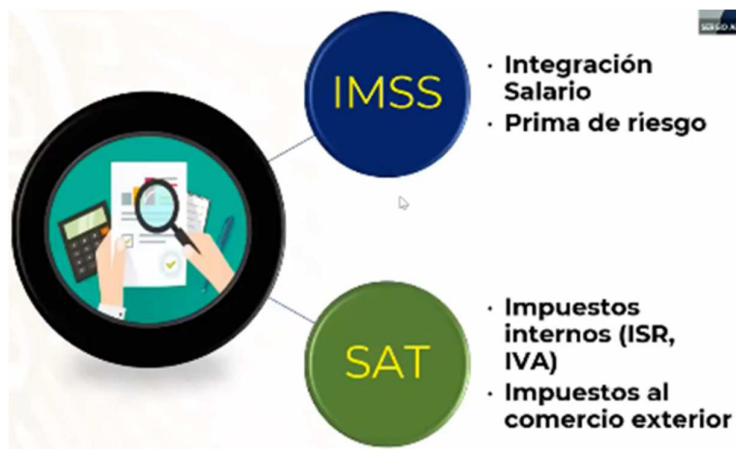 IMSS
· Integración
Salario
· Prima de riesgo
SAT
· Impuestos
internos (ISR,
IVA)
· Impuestos al
comercio exterior